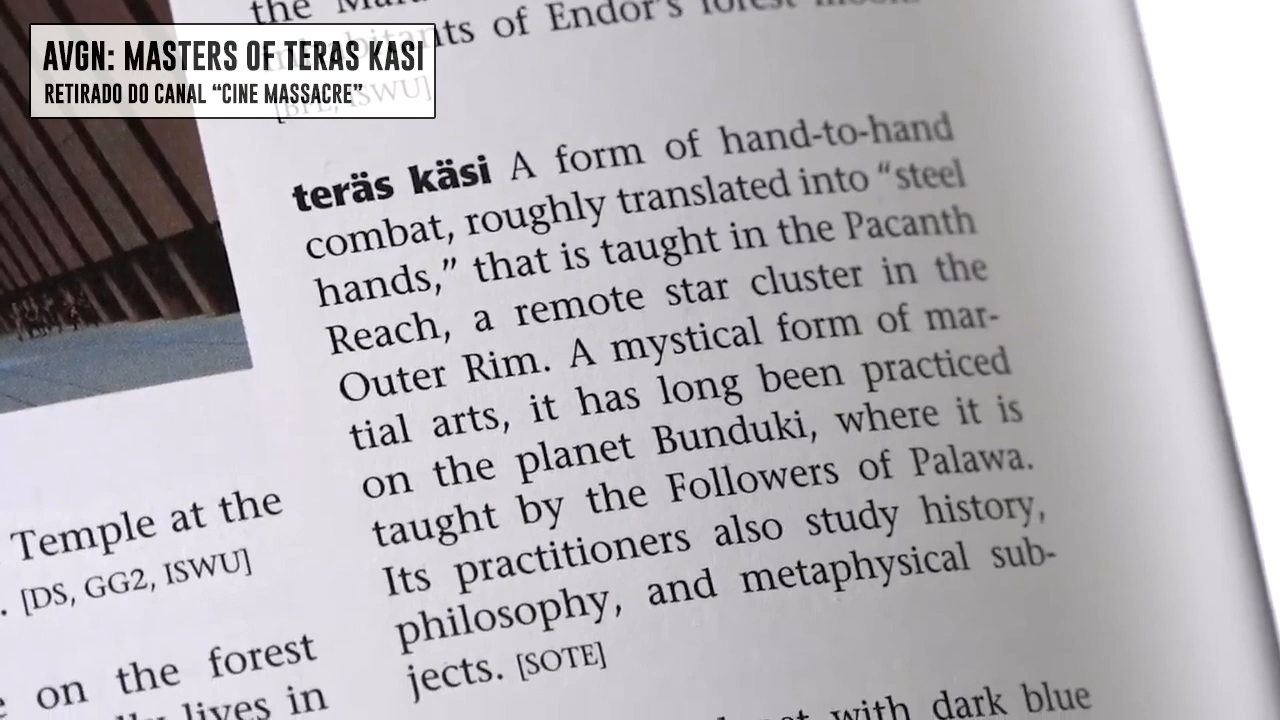 AVGN: MASTERS OF TERAS KASI
RETIRADO DO CANAL “CINE MASSACRE”
the
of Endor's forest
[BPL, ISWU]
teräs käsi A form of hand-to-hand
combat, roughly translated into “steel
hands,” that is taught in the Pacanth
Reach, a remote star cluster in the
Outer Rim. A mystical form of mar-
tial arts, it has long been practiced
on the planet Bunduki, where it is
taught by the Followers of Palawa.
Its practitioners also study history,
philosophy, and metaphysical sub-
jects. [SOTE]
with dark blue
Temple at the
. [DS, GG2, ISWU]
on the forest
lives in